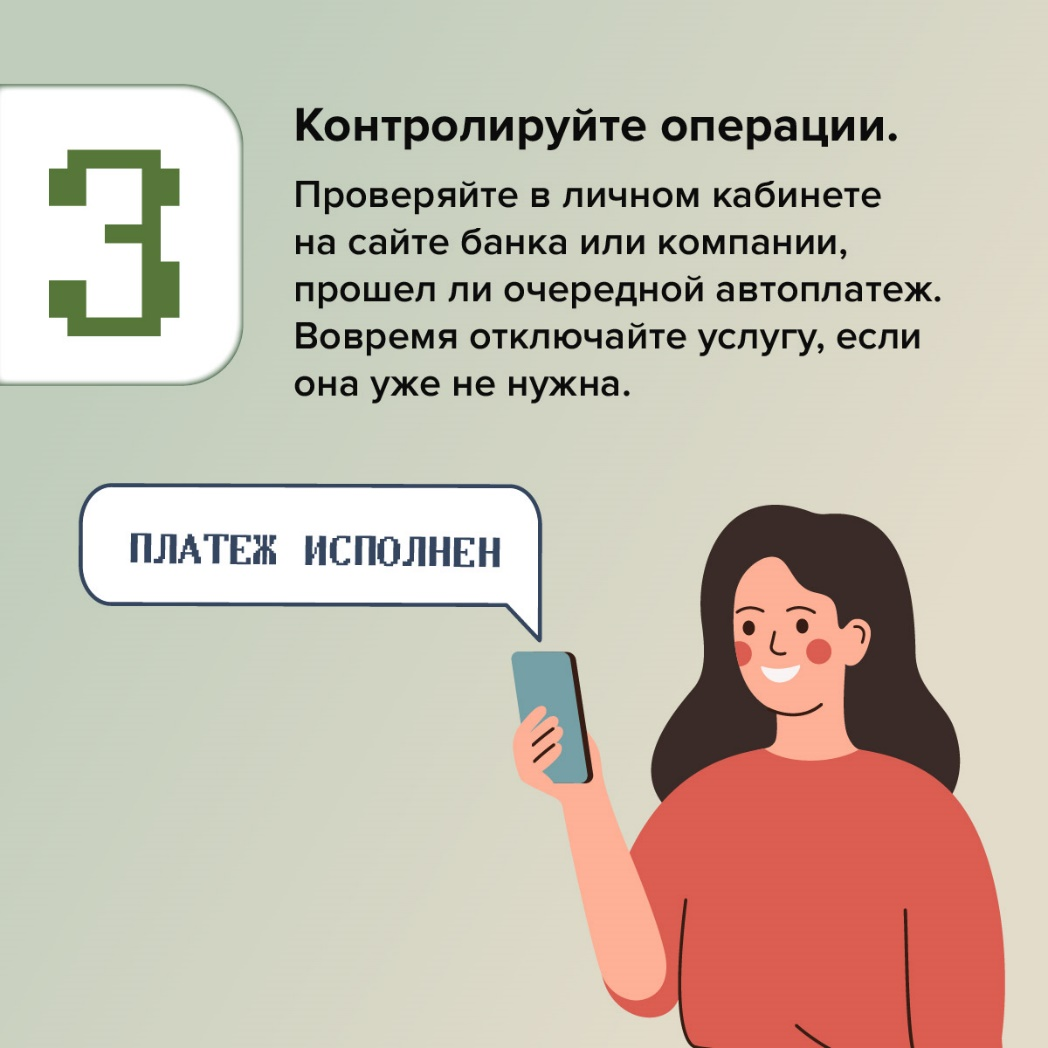 3
Контролируйте операции.
Проверяйте в личном кабинете
на сайте банка или компании,
прошел ли очередной автоплатеж.
Вовремя отключайте услугу, если
она уже не нужна.
ПЛАТЕЖ ИСПОЛНЕН